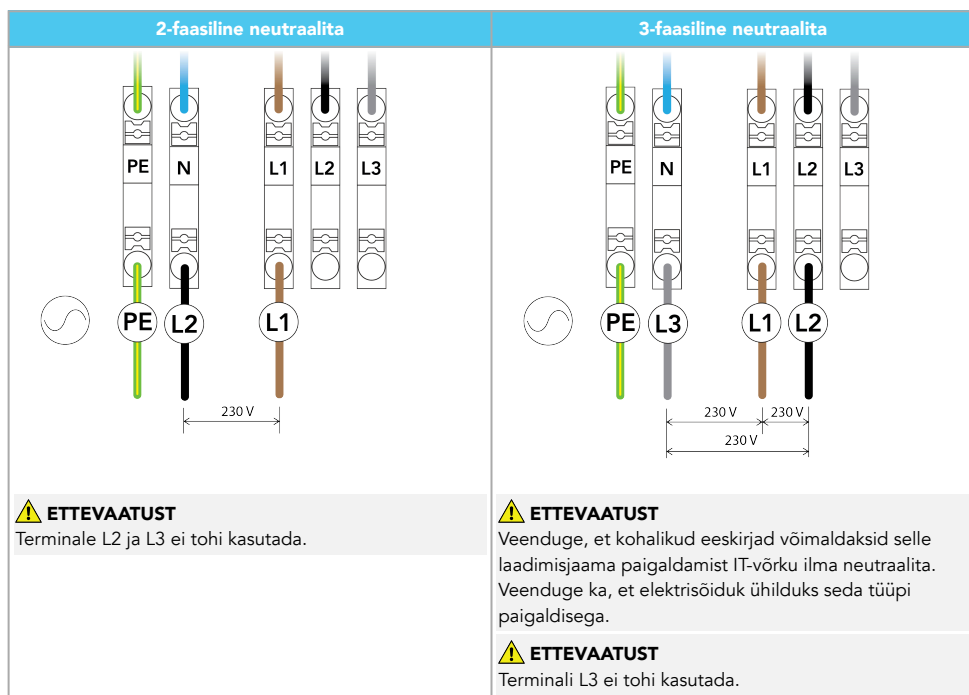 2-faasiline neutraalita
PE N L1 L2 L3
PE L2 L1
230 V
ETTEVAATUST
Terminale L2 ja L3 ei tohi kasutada.
3-faasiline neutraalita
PE N L1 L2 L3
PE L3 L1 L2
230 V 230 V
230 V
ETTEVAATUST
Veenduge, et kohalikud eeskirjad võimaldaksid selle
laadimisjaama paigaldamist IT-võrku ilma neutraalita.
Veenduge ka, et elektrisõiduk ühilduks seda tüüpi
paigaldisega.
ETTEVAATUST
Terminali L3 ei tohi kasutada.